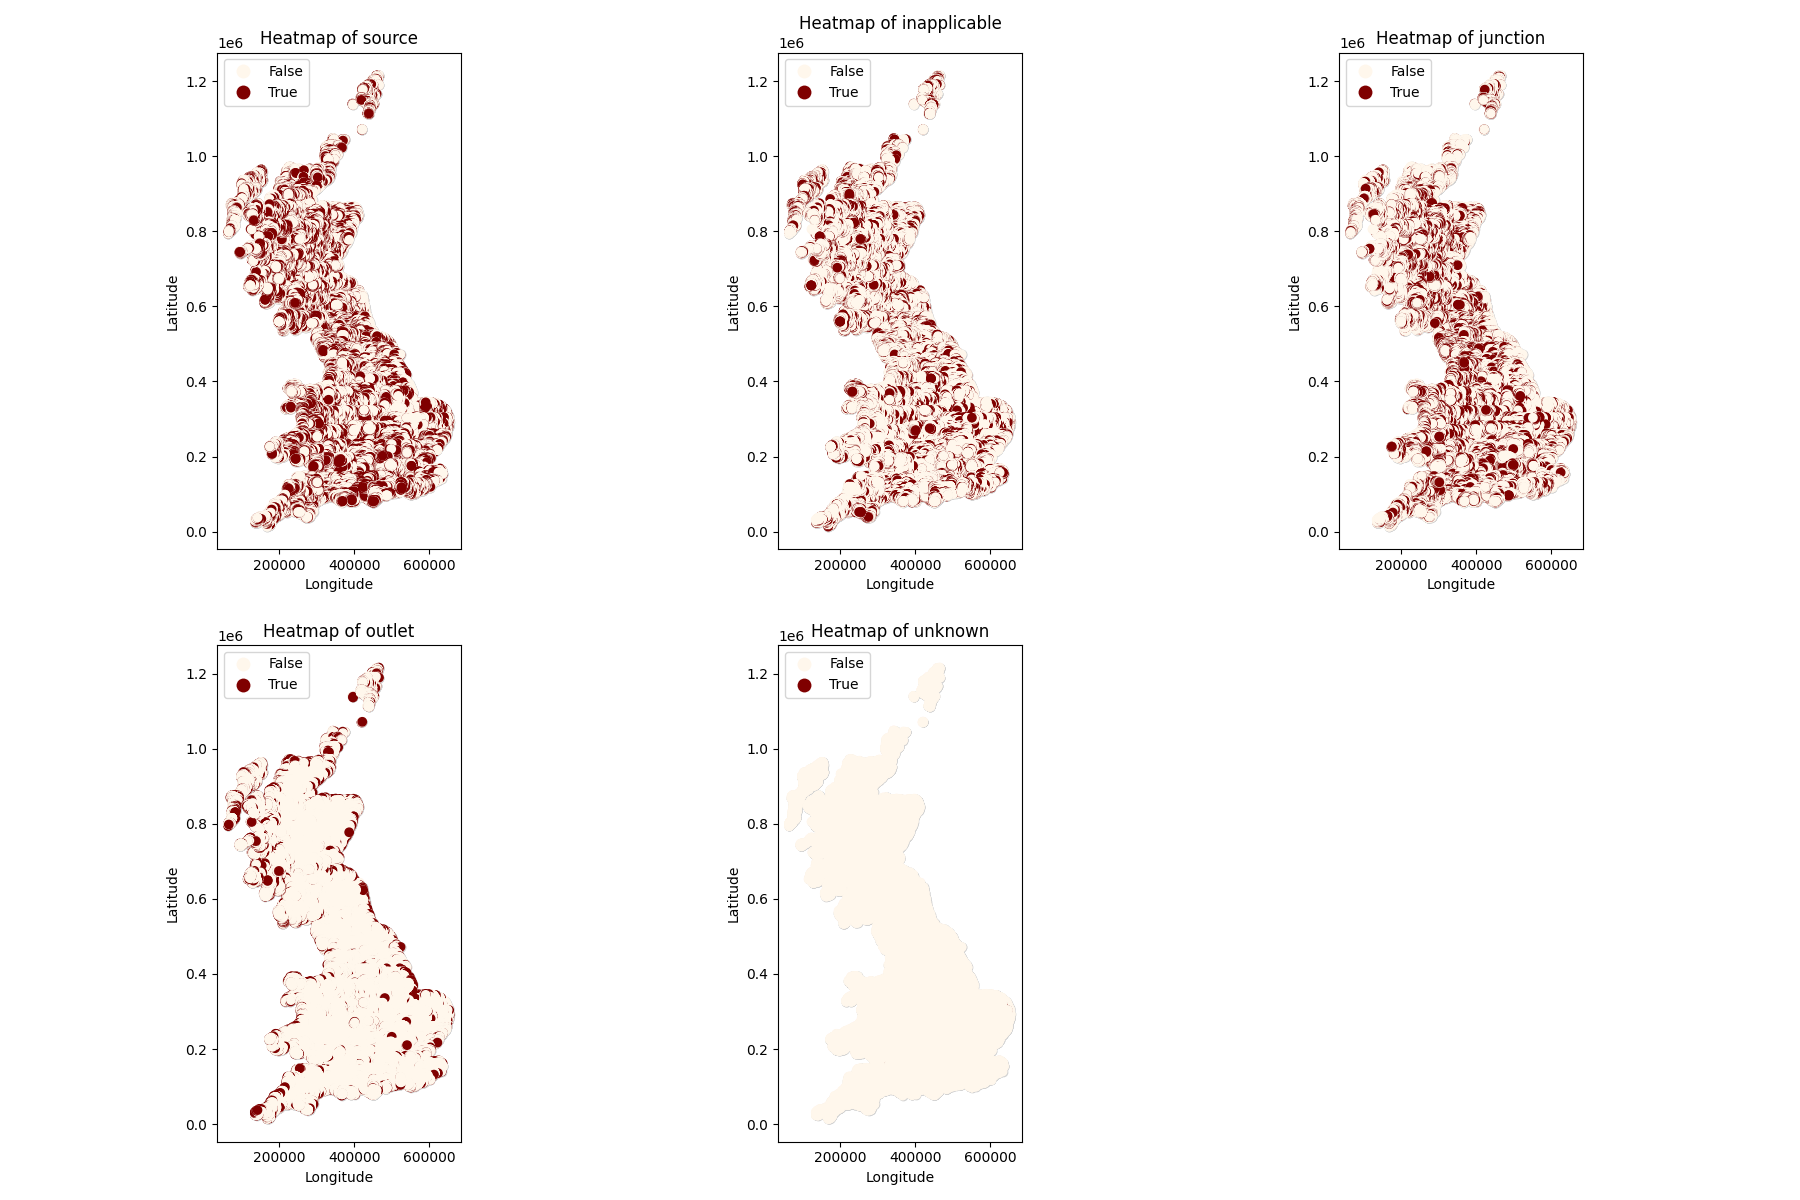 Heatmap of source
1e6
False
True
1.2
1.0
0.8
0.6
0.4
0.2
0.0
Latitude
200000 400000 600000
Longitude
Heatmap of inapplicable
1e6
False
True
1.2
1.0
0.8
0.6
0.4
0.2
0.0
Latitude
200000 400000 600000
Longitude
Heatmap of junction
1e6
False
True
1.2
1.0
0.8
0.6
0.4
0.2
0.0
Latitude
200000 400000 600000
Longitude
Heatmap of outlet
1e6
False
True
1.2
1.0
0.8
0.6
0.4
0.2
0.0
Latitude
200000 400000 600000
Longitude
Heatmap of unknown
1e6
False
True
1.2
1.0
0.8
0.6
0.4
0.2
0.0
Latitude
200000 400000 600000
Longitude